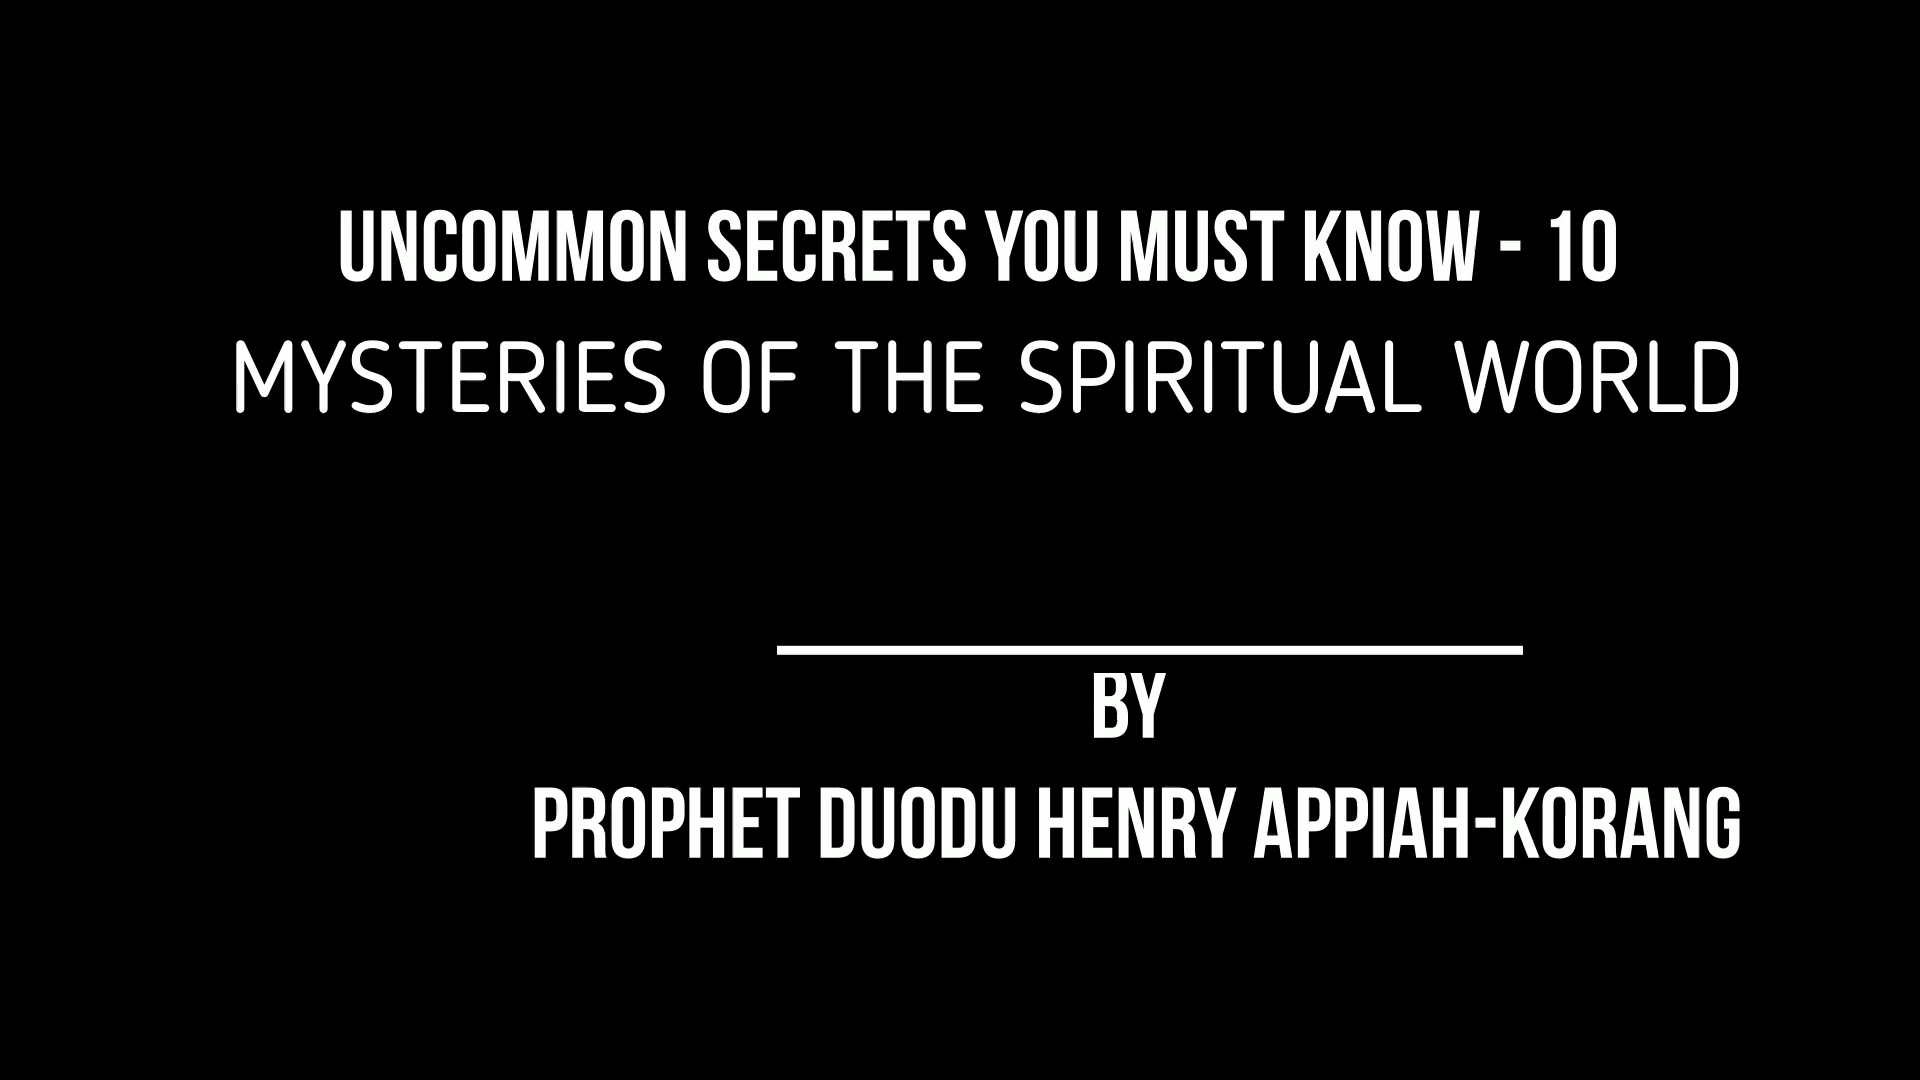 UNCOMMON SECRETS YOU MUST KNOW - 10
MYSTERIES OF THE SPIRITUAL WORLD
BY
PROPHET DUODU HENRY APPIAH-KORANG